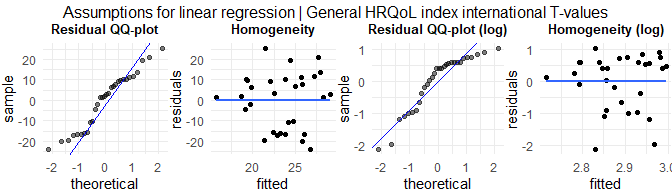 Assumptions for linear regression | General HRQoL index international T-values
Residual QQ-plot
Homogeneity
Residual QQ-plot (log)
Homogeneity (log)
sample
20
10
0
-10
-20
-2 -1 0 1 2
theoretical
residuals
20
10
0
-10
-20
20 25
fitted
sample
1
0
-1
-2
-2 -1 0 1 2
theoretical
residuals
1
0
-1
-2
2.8 2.9 3.0
fitted